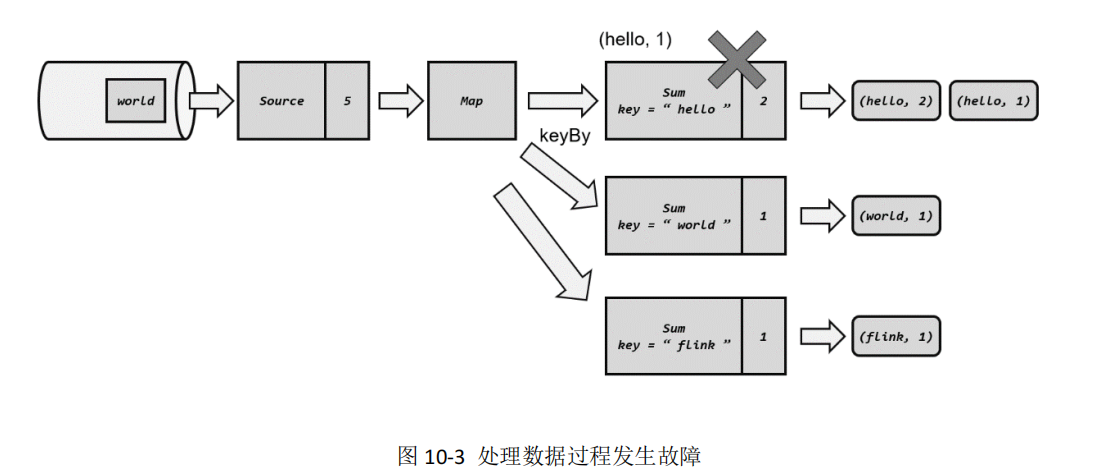 (hello, 1)
world
Source
5
Map
Sum
key = “ hello ”
2
(hello, 2)
(hello, 1)
keyBy
Sum
key = “ world ”
1
(world, 1)
Sum
key = “ flink ”
1
(flink, 1)
图 10-3 处理数据过程发生故障